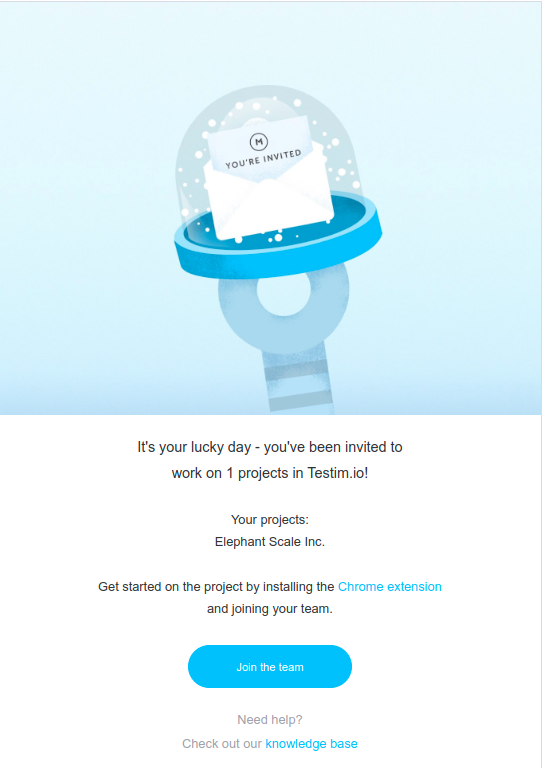 M
YOU'RE INVITED
It's your lucky day - you've been invited to
work on 1 projects in Testim.io!
Your projects:
Elephant Scale Inc.
Get started on the project by installing the Chrome extension
and joining your team.
Join the team
Need help?
Check out our knowledge base